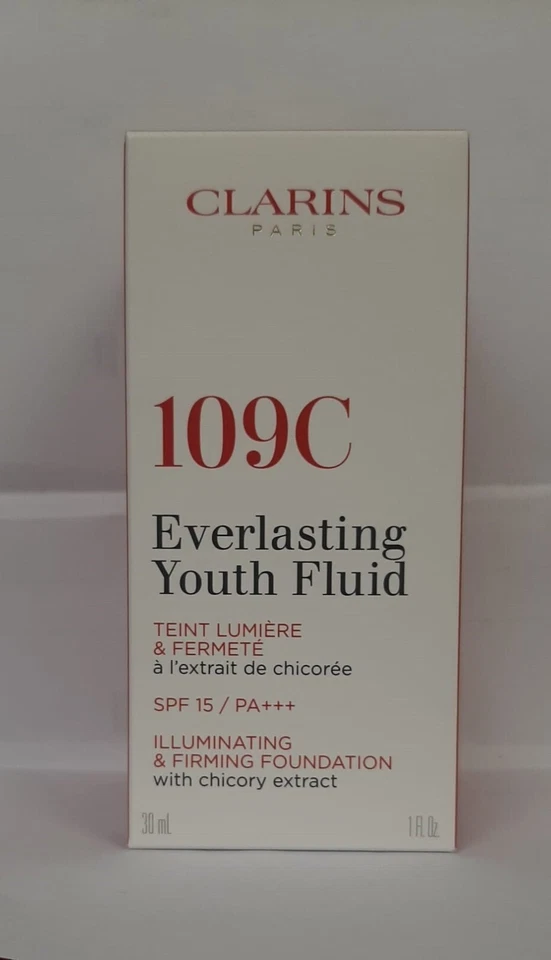 CLARINS
PARIS
109C
Everlasting
Youth Fluid
TEINT LUMIÈRE
& FERMETÉ
à l'extrait de chicorée
SPF 15 / PA+++
ILLUMINATING
& FIRMING FOUNDATION
with chicory extract
30 mL 1 Fl. Oz.